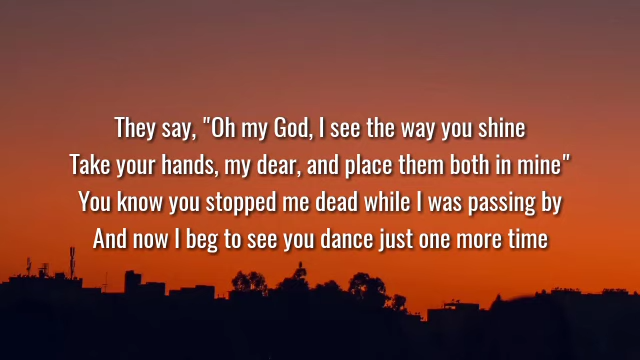 They say, "Oh my God, I see the way you shine
Take your hands, my dear, and place them both in mine"
You know you stopped me dead while I was passing by
And now I beg to see you dance just one more time